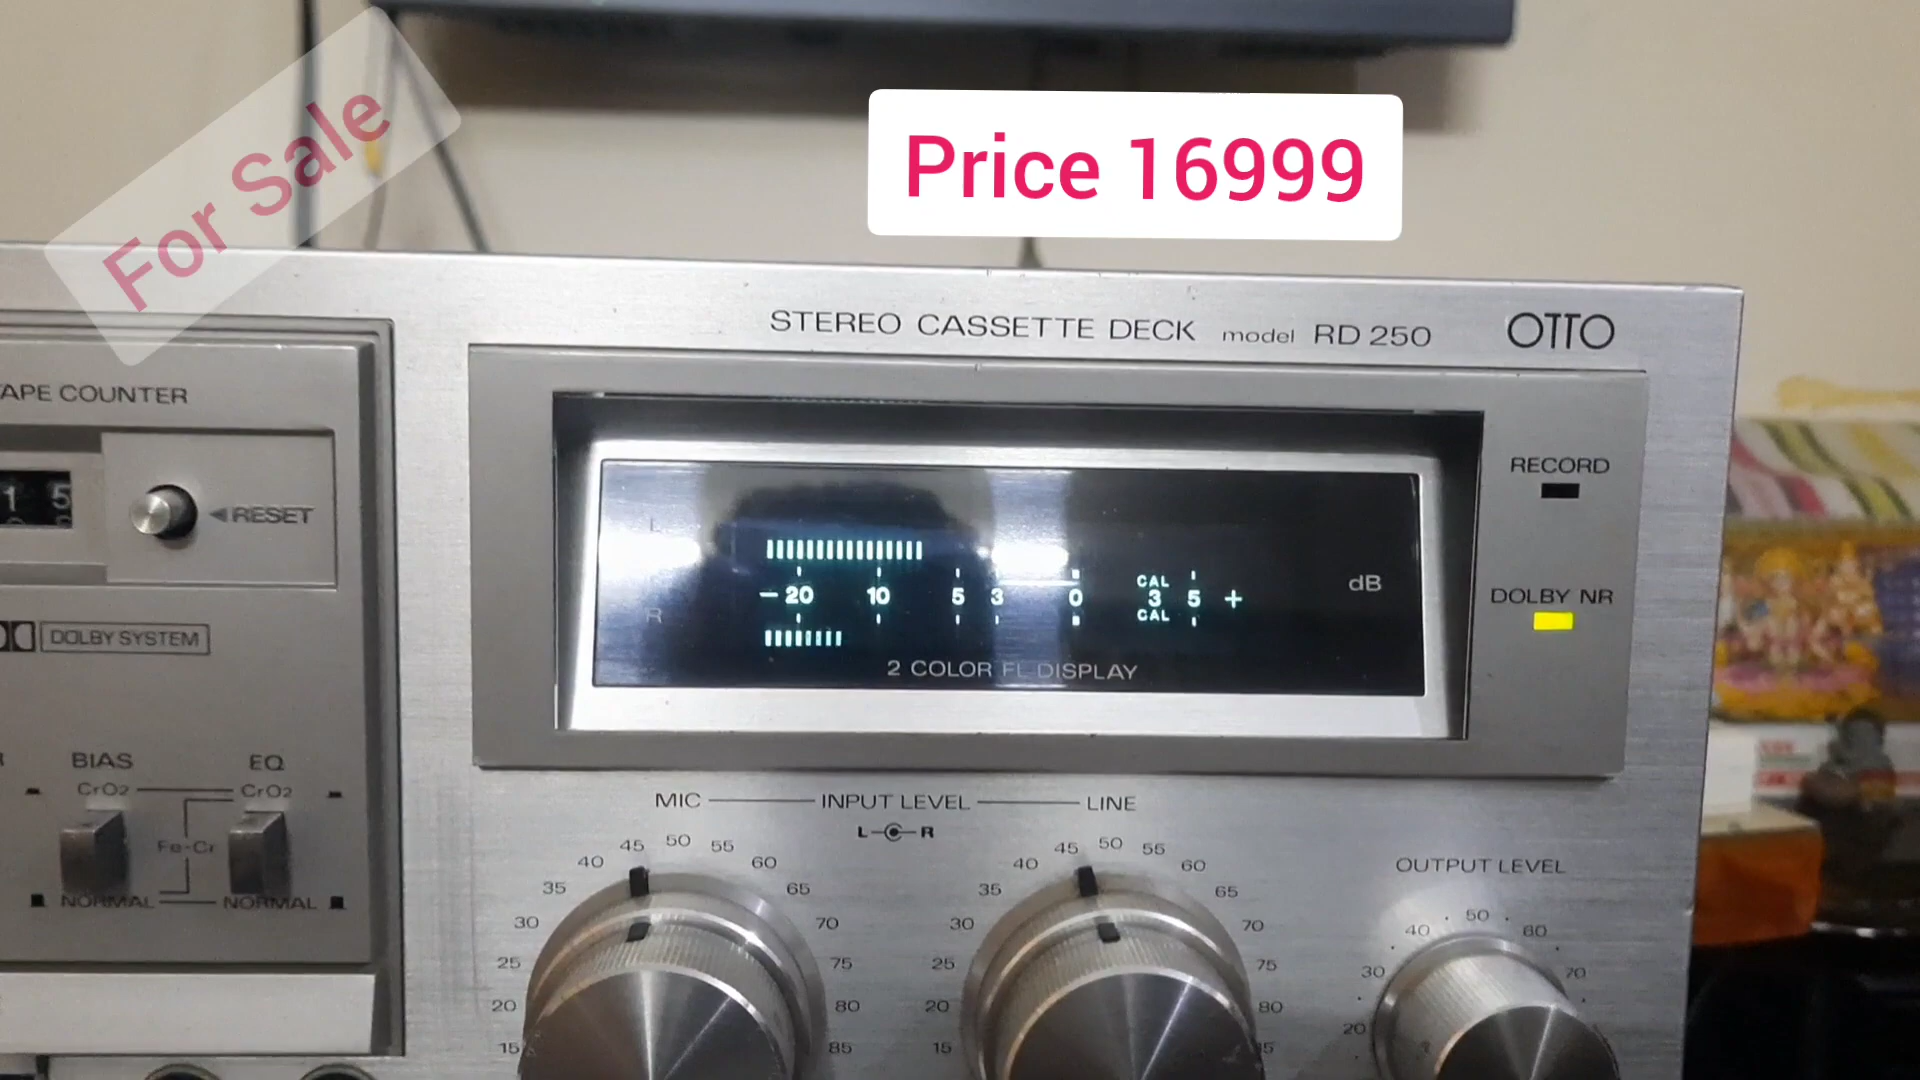 For Sale
Price 16999
STEREO CASSETTE DECK model RD 250 OTTO
TAPE COUNTER
1 5
◄RESET
DOLBY SYSTEM
RECORD
DOLBY NR
L
− 20 10 5 3 0 CAL 3 CAL 5 +
dB
R
2 COLOR FL DISPLAY
BIAS EQ
CrO2 CrO2
Fe-Cr
NORMAL NORMAL
MIC INPUT LEVEL LINE
L R
15 20 25 30 35 40 45 50 55 60 65 70 75 80 85
15 20 25 30 35 40 45 50 55 60 65 70 75 80
OUTPUT LEVEL
20 30 40 50 60 70